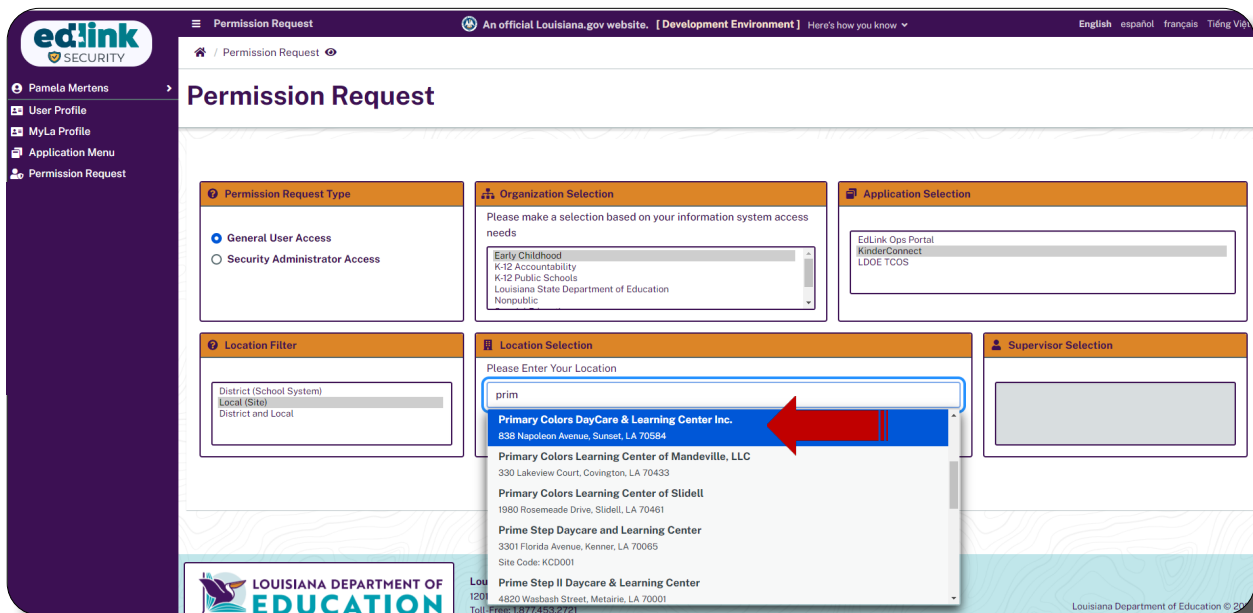 ed:link
SECURITY
Pamela Mertens
User Profile
MyLa Profile
Application Menu
Permission Request
Permission Request
An official Louisiana.gov website. [ Development Environment ] Here's how you know
English español français Tiếng Việt
/ Permission Request
Permission Request
Permission Request Type
General User Access
Security Administrator Access
Organization Selection
Please make a selection based on your information system access
needs
Early Childhood
K-12 Accountability
K-12 Public Schools
Louisiana State Department of Education
Nonpublic
Application Selection
EdLink Ops Portal
KinderConnect
LDOE TCOS
Location Filter
District (School System)
Local (Site)
District and Local
Location Selection
Please Enter Your Location
prim
Primary Colors DayCare & Learning Center Inc.
838 Napoleon Avenue, Sunset, LA 70584
Primary Colors Learning Center of Mandeville, LLC
330 Lakeview Court, Covington, LA 70433
Primary Colors Learning Center of Slidell
1980 Rosemeade Drive, Slidell, LA 70461
Prime Step Daycare and Learning Center
3301 Florida Avenue, Kenner, LA 70065
Site Code: KCD001
Prime Step II Daycare & Learning Center
4820 Wasbash Street, Metairie, LA 70001
Supervisor Selection
LOUISIANA DEPARTMENT OF
EDUCATION
Lou
1201
Toll-Free: 1.877.453.2721
Louisiana Department of Education © 20